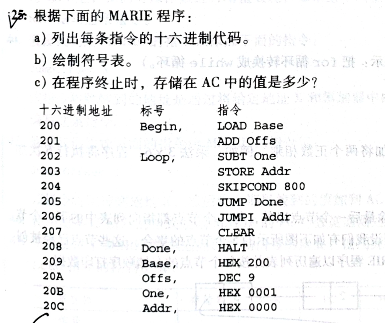 25. 根据下面的 MARIE 程序:
a) 列出每条指令的十六进制代码。
b) 绘制符号表。
c) 在程序终止时，存储在 AC 中的值是多少?
十六进制地址 标号 指令
200 Begin, LOAD Base
201 ADD Offs
202 Loop, SUBT One
203 STORE Addr
204 SKIPCOND 800
205 JUMP Done
206 JUMPI Addr
207 CLEAR
208 Done, HALT
209 Base, HEX 200
20A Offs, DEC 9
20B One, HEX 0001
20C Addr, HEX 0000